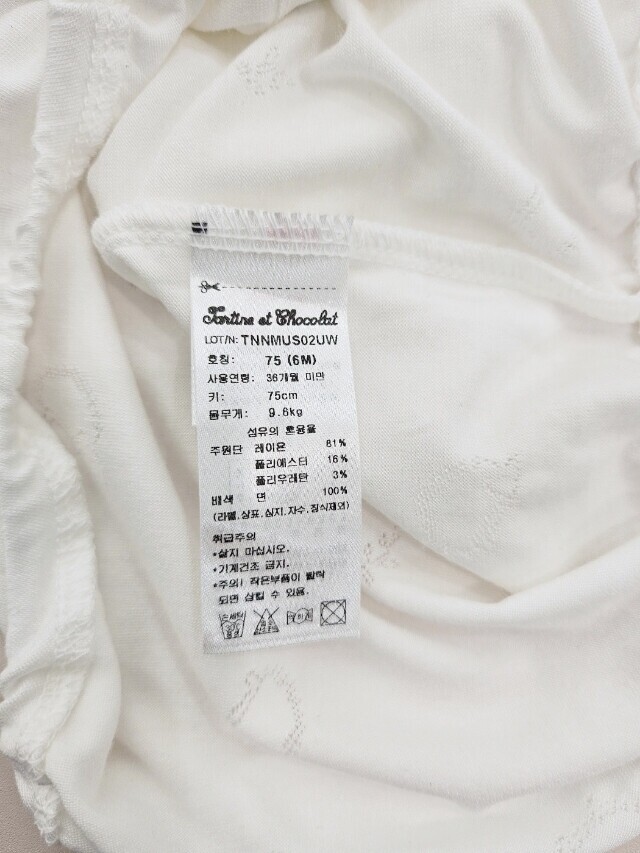 Tartine et Chocolat
LOT/N: TNNMUS02UW
호칭: 75 (6M)
사용연령: 36개월 미만
키: 75cm
몸무게: 9.6kg
섬유의 혼용율
주원단 레이온 81%
폴리에스터 16%
폴리우레탄 3%
배색 면 100%
(라벨,상표,심지,자수,장식제외)
취급주의
*삶지 마십시오.
*기계건조 금지.
*주의) 작은부품이 탈락
되면 삼킬 수 있음.